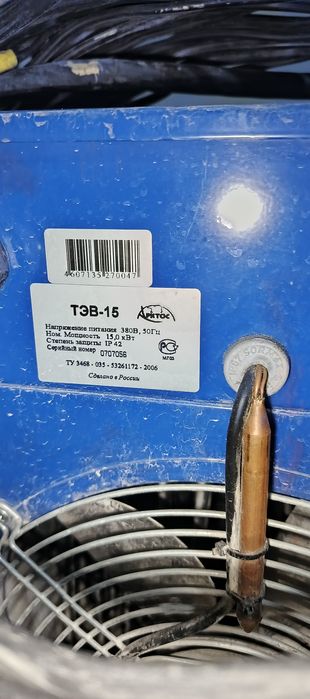 4607135270047
ТЭВ-15
АРКТОС
Напряжение питания 380В, 50Гц
Ном. Мощность 15,0 кВт
Степень защиты IP 42
Серийный номер 0707056
ТУ 3468 - 035 - 53261172 - 2006
Сделано в России